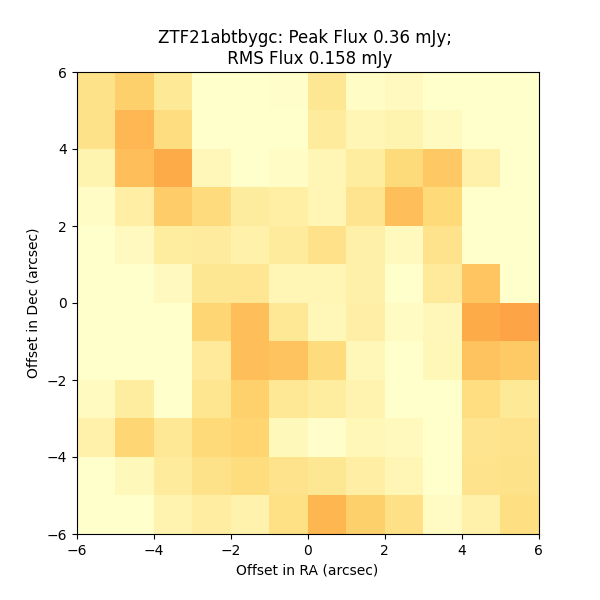 ZTF21abtbygc: Peak Flux 0.36 mJy;
RMS Flux 0.158 mJy
6
4
2
0
−2
−4
−6
Offset in Dec (arcsec)
−6 −4 −2 0 2 4 6
Offset in RA (arcsec)